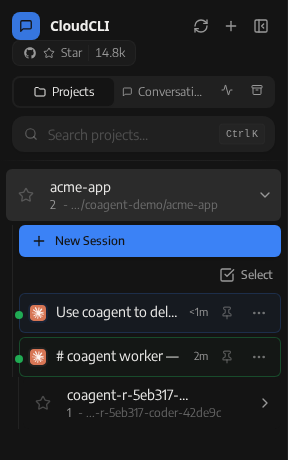 CloudCLI
Star 14.8k
Projects Conversati...
Search projects... Ctrl K
acme-app
2 - .../coagent-demo/acme-app
New Session
Select
Use coagent to del... <1m
# coagent worker — 2m
coagent-r-5eb317-...
1 - ...-r-5eb317-coder-42de9c